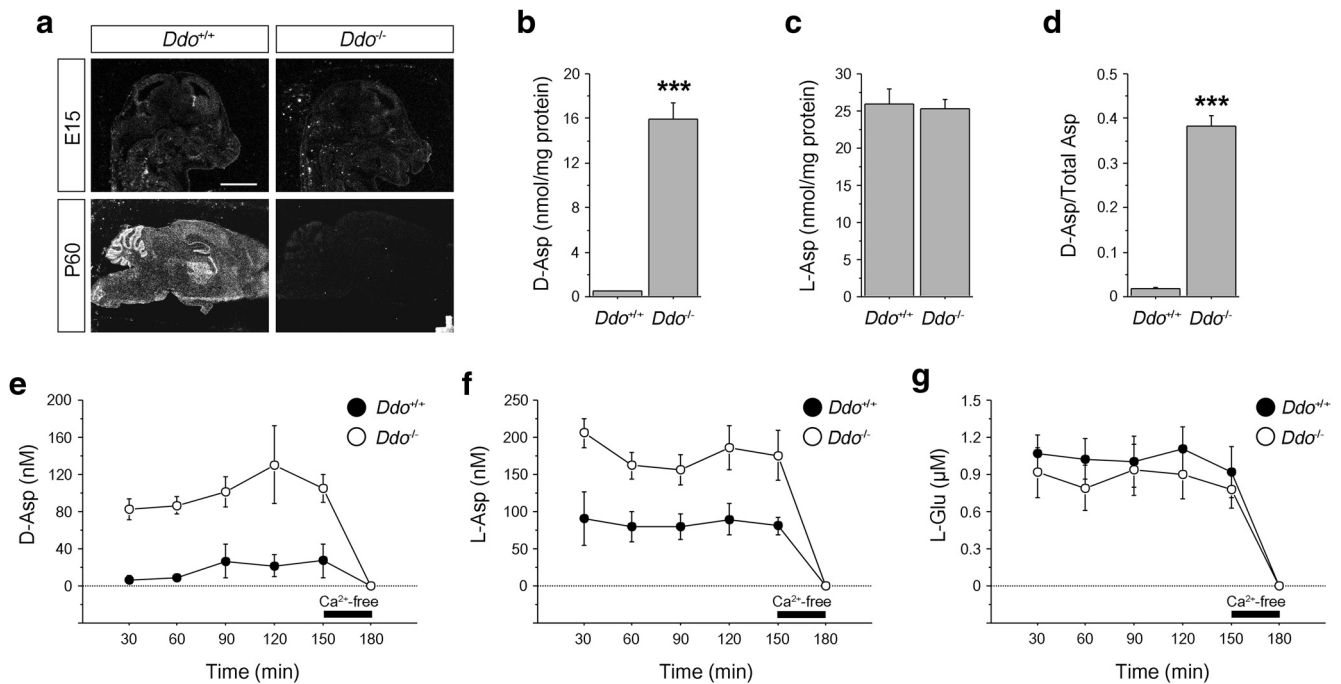 a
Ddo+/+
Ddo-/-
E15
P60
b
D-Asp (nmol/mg protein)
20
16
12
8
4
0
***
Ddo+/+
Ddo-/-
c
L-Asp (nmol/mg protein)
30
25
20
15
10
5
0
Ddo+/+
Ddo-/-
d
D-Asp/Total Asp
0.5
0.4
0.3
0.2
0.1
0
***
Ddo+/+
Ddo-/-
e
D-Asp (nM)
200
160
120
80
40
0
Ddo+/+
Ddo-/-
Ca2+-free
30 60 90 120 150 180
Time (min)
f
L-Asp (nM)
250
200
150
100
50
0
Ddo+/+
Ddo-/-
Ca2+-free
30 60 90 120 150 180
Time (min)
g
L-Glu (µM)
1.5
1.2
0.9
0.6
0.3
0
Ddo+/+
Ddo-/-
Ca2+-free
30 60 90 120 150 180
Time (min)